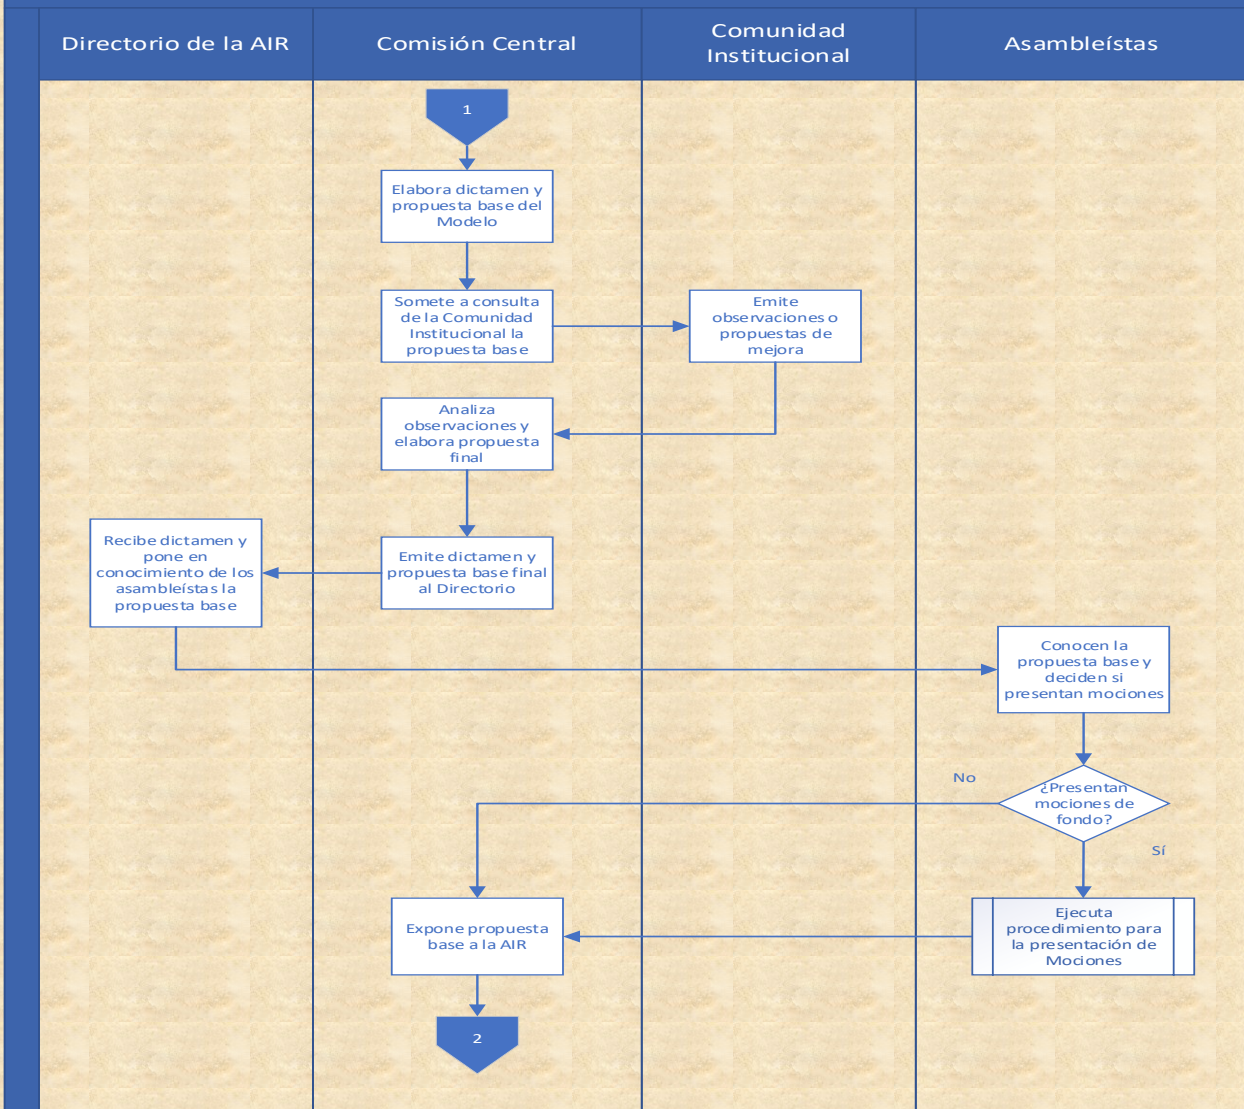 Directorio de la AIR
Comisión Central
Comunidad
Institucional
Asambleístas
1
Elabora dictamen y
propuesta base del
Modelo
Somete a consulta
de la Comunidad
Institucional la
propuesta base
Emite
observaciones o
propuestas de
mejora
Analiza
observaciones y
elabora propuesta
final
Emite dictamen y
propuesta base final
al Directorio
Recibe dictamen y
pone en
conocimiento de los
asambleístas la
propuesta base
Conocen la
propuesta base y
deciden si
presentan mociones
¿Presentan
mociones de
fondo?
No
Sí
Ejecuta
procedimiento para
la presentación de
Mociones
Expone propuesta
base a la AIR
2